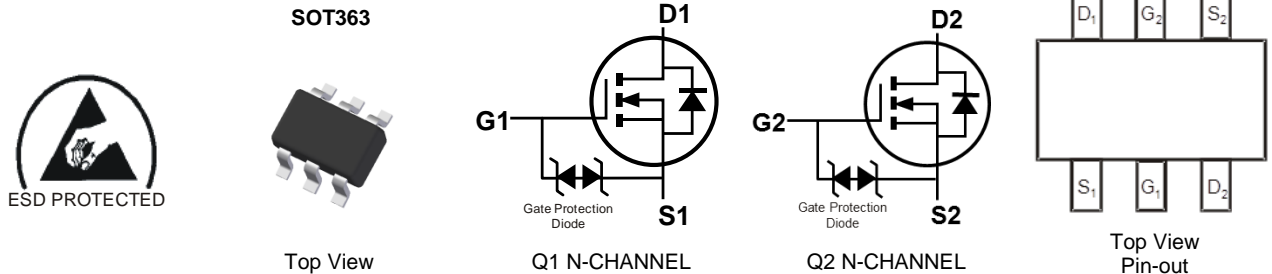 SOT363
ESD PROTECTED
Top View
D1
G1
Gate Protection
Diode
S1
Q1 N-CHANNEL
D2
G2
Gate Protection
Diode
S2
Q2 N-CHANNEL
D₁ G₂ S₂
S₁ G₁ D₂
Top View
Pin-out